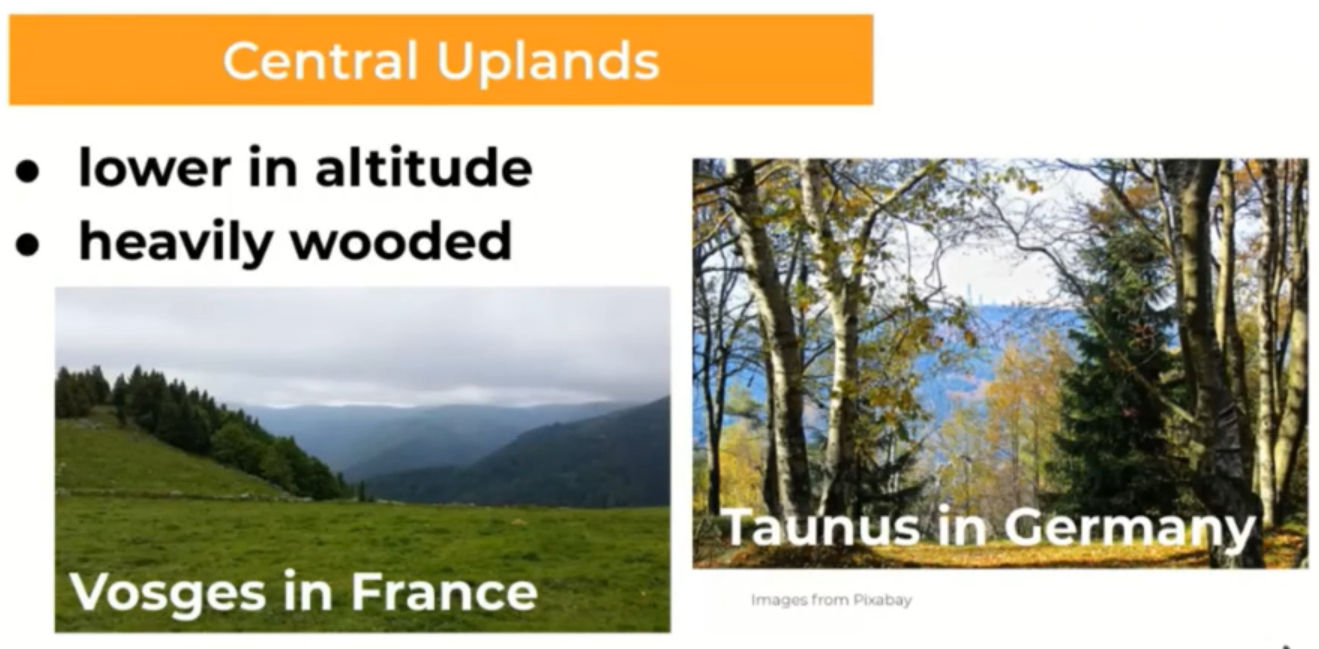 Central Uplands
● lower in altitude
● heavily wooded
Vosges in France
Taunus in Germany
Images from Pixabay